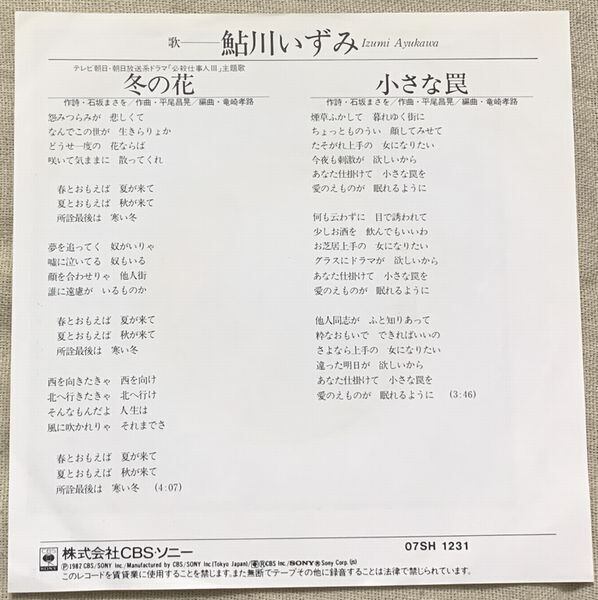 歌――鮎川いずみ Izumi Ayukawa
テレビ朝日・朝日放送系ドラマ「必殺仕事人Ⅲ」主題歌
冬の花
作詩・石坂まさを/作曲・平尾昌晃/編曲・竜崎孝路
怨みつらみが 悲しくて
なんでこの世が 生きらりょか
どうせ一度の 花ならば
咲いて気ままに 散ってくれ
春とおもえば 夏が来て
夏とおもえば 秋が来て
所詮最後は 寒い冬
夢を追ってく 奴がいりゃ
嘘に泣いてる 奴もいる
顔を合わせりゃ 他人街
誰に遠慮が いるものか
春とおもえば 夏が来て
夏とおもえば 秋が来て
所詮最後は 寒い冬
西を向きたきゃ 西を向け
北へ行きたきゃ 北へ行け
そんなもんだよ 人生は
風に吹かれりゃ それまでさ
春とおもえば 夏が来て
夏とおもえば 秋が来て
所詮最後は 寒い冬 (4:07)
小さな罠
作詩・石坂まさを/作曲・平尾昌晃/編曲・竜崎孝路
煙草ふかして 暮れゆく街に
ちょっとものうい 顔してみせて
たそがれ上手の 女になりたい
今夜も刺激が 欲しいから
あなた仕掛けて 小さな罠を
愛のえものが 眠れるように
何も云わずに 目で誘われて
少しお酒を 飲んでもいいわ
お芝居上手の 女になりたい
グラスにドラマが 欲しいから
あなた仕掛けて 小さな罠を
愛のえものが 眠れるように
他人同志が ふと知りあって
粋なおもいで できればいいの
さよなら上手の 女になりたい
違った明日が 欲しいから
あなた仕掛けて 小さな罠を
愛のえものが 眠れるように (3:46)
CBS SONY 株式会社CBS・ソニー 07SH 1231
Ⓟ1982 CBS/SONY Inc./Manufactured by CBS/SONY Inc.(Tokyo Japan)/®CBS Inc./SONY® Sony Corp. (JS)
このレコードを賃貸業に使用することを禁じます。また無断でテープその他に録音することは法律で禁じられています。